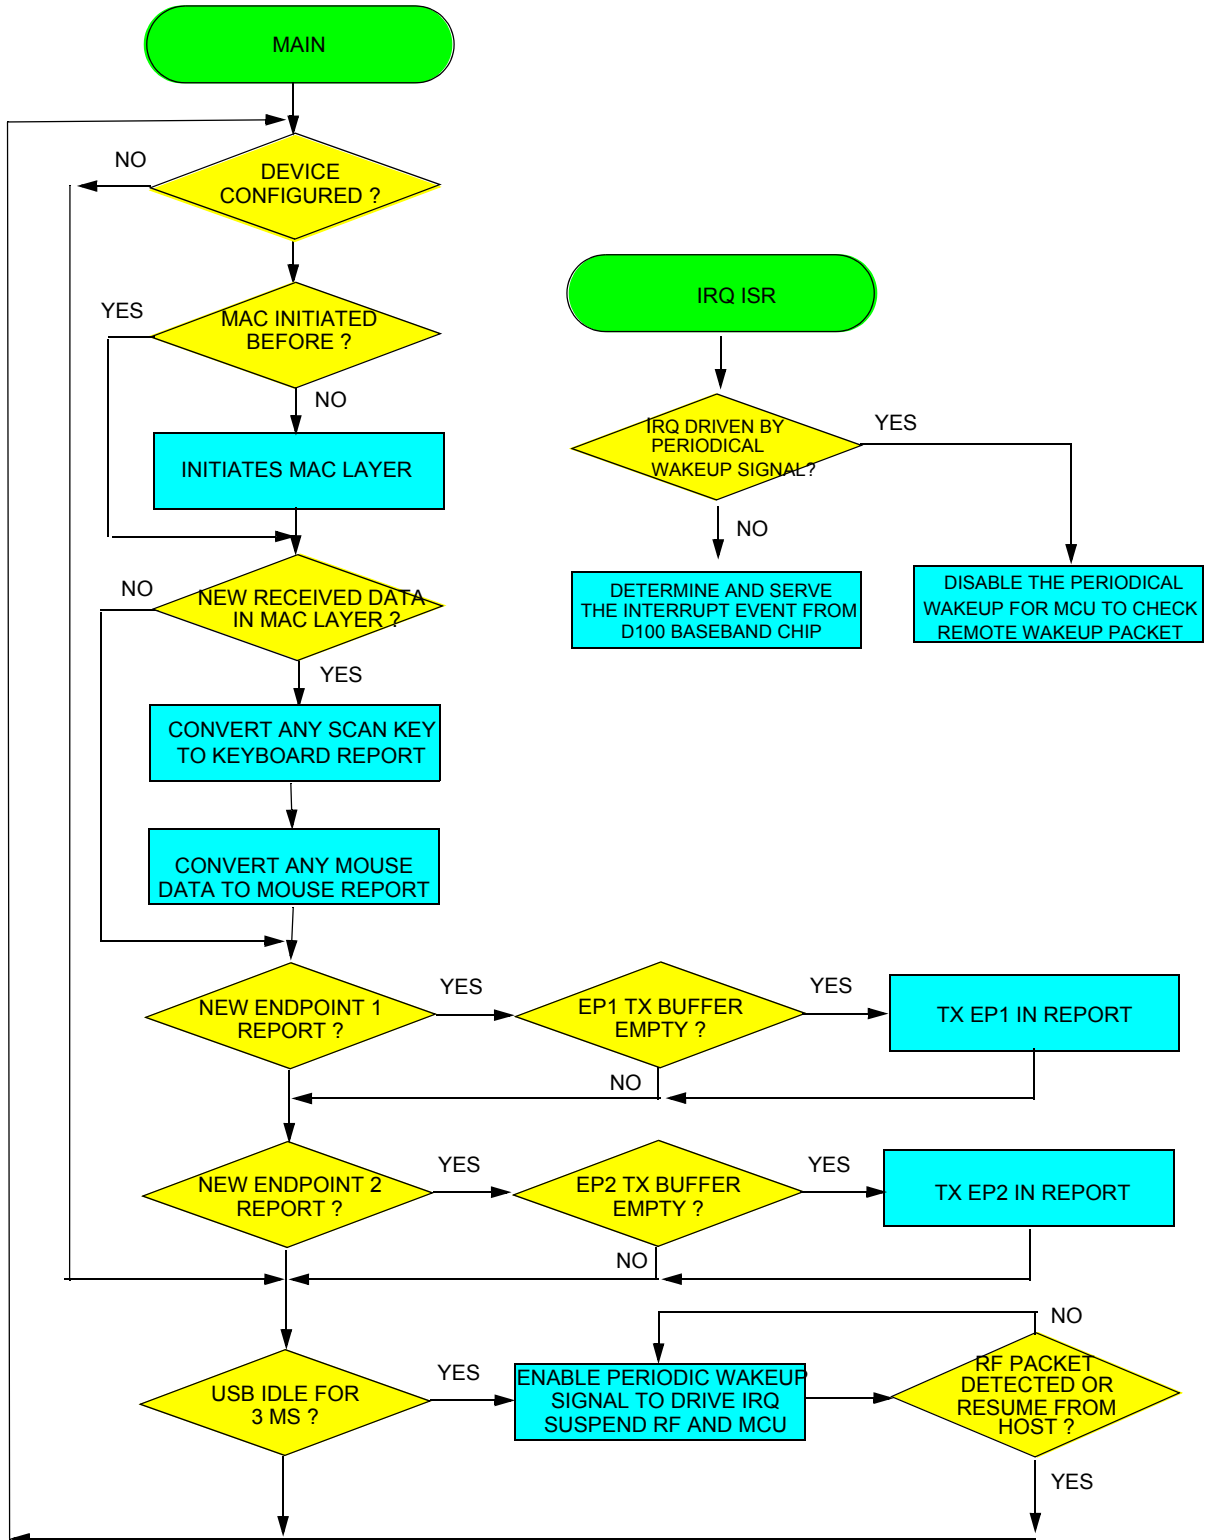 MAIN
NO
DEVICE
CONFIGURED ?
YES
MAC INITIATED
BEFORE ?
NO
INITIATES MAC LAYER
NO
NEW RECEIVED DATA
IN MAC LAYER ?
YES
CONVERT ANY SCAN KEY
TO KEYBOARD REPORT
CONVERT ANY MOUSE
DATA TO MOUSE REPORT
IRQ ISR
IRQ DRIVEN BY
PERIODICAL
WAKEUP SIGNAL?
YES
NO
DETERMINE AND SERVE
THE INTERRUPT EVENT FROM
D100 BASEBAND CHIP
DISABLE THE PERIODICAL
WAKEUP FOR MCU TO CHECK
REMOTE WAKEUP PACKET
NEW ENDPOINT 1
REPORT ?
YES
EP1 TX BUFFER
EMPTY ?
YES
TX EP1 IN REPORT
NO
NEW ENDPOINT 2
REPORT ?
YES
EP2 TX BUFFER
EMPTY ?
YES
TX EP2 IN REPORT
NO
USB IDLE FOR
3 MS ?
YES
ENABLE PERIODIC WAKEUP
SIGNAL TO DRIVE IRQ
SUSPEND RF AND MCU
NO
RF PACKET
DETECTED OR
RESUME FROM
HOST ?
YES